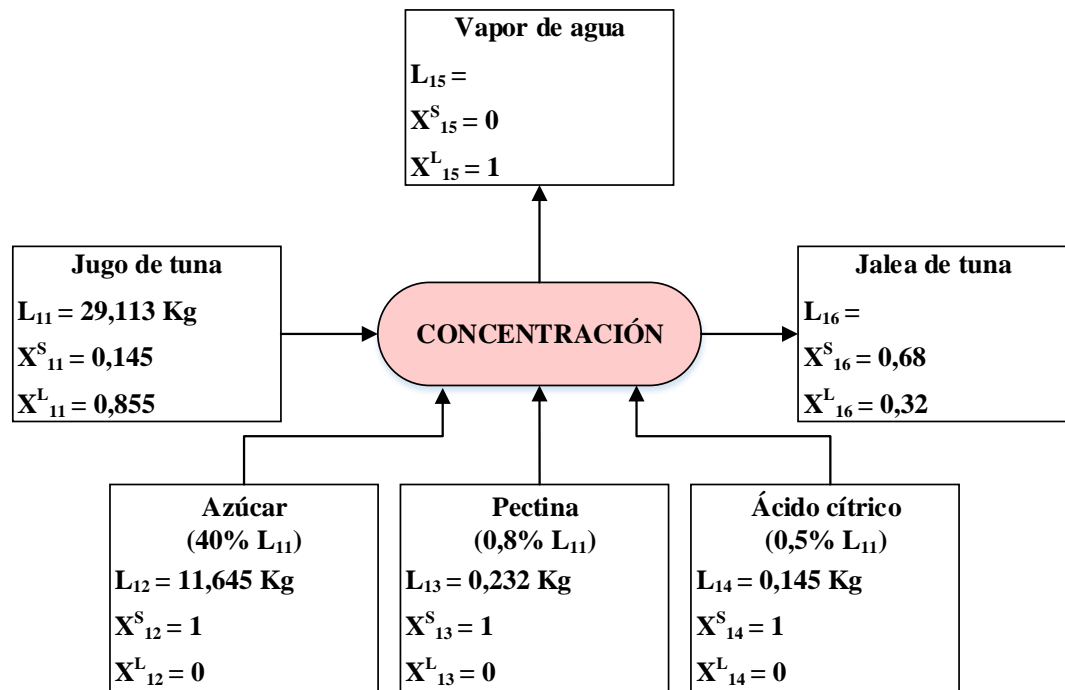 Vapor de agua
L₁₅ =
Xˢ₁₅ = 0
Xᴸ₁₅ = 1
Jugo de tuna
L₁₁ = 29,113 Kg
Xˢ₁₁ = 0,145
Xᴸ₁₁ = 0,855
CONCENTRACIÓN
Jalea de tuna
L₁₆ =
Xˢ₁₆ = 0,68
Xᴸ₁₆ = 0,32
Azúcar
(40% L₁₁)
L₁₂ = 11,645 Kg
Xˢ₁₂ = 1
Xᴸ₁₂ = 0
Pectina
(0,8% L₁₁)
L₁₃ = 0,232 Kg
Xˢ₁₃ = 1
Xᴸ₁₃ = 0
Ácido cítrico
(0,5% L₁₁)
L₁₄ = 0,145 Kg
Xˢ₁₄ = 1
Xᴸ₁₄ = 0